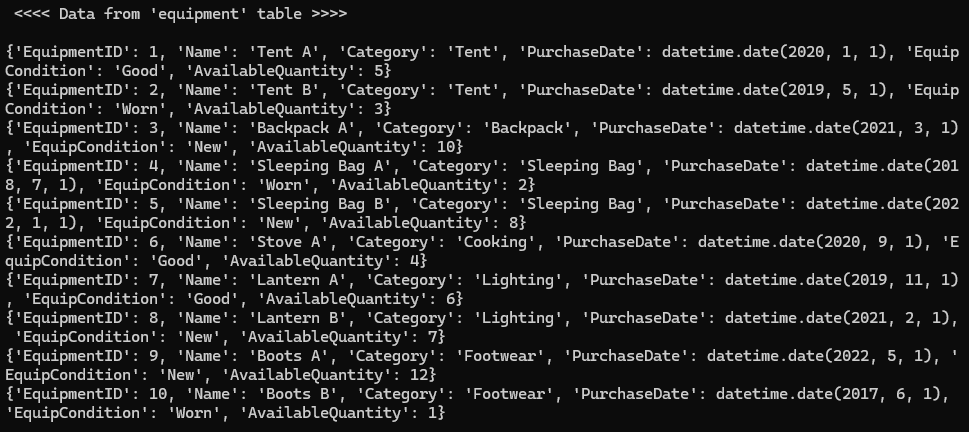 <<<< Data from 'equipment' table >>>>
{'EquipmentID': 1, 'Name': 'Tent A', 'Category': 'Tent', 'PurchaseDate': datetime.date(2020, 1, 1), 'Equip
Condition': 'Good', 'AvailableQuantity': 5}
{'EquipmentID': 2, 'Name': 'Tent B', 'Category': 'Tent', 'PurchaseDate': datetime.date(2019, 5, 1), 'Equip
Condition': 'Worn', 'AvailableQuantity': 3}
{'EquipmentID': 3, 'Name': 'Backpack A', 'Category': 'Backpack', 'PurchaseDate': datetime.date(2021, 3, 1)
, 'EquipCondition': 'New', 'AvailableQuantity': 10}
{'EquipmentID': 4, 'Name': 'Sleeping Bag A', 'Category': 'Sleeping Bag', 'PurchaseDate': datetime.date(201
8, 7, 1), 'EquipCondition': 'Worn', 'AvailableQuantity': 2}
{'EquipmentID': 5, 'Name': 'Sleeping Bag B', 'Category': 'Sleeping Bag', 'PurchaseDate': datetime.date(202
2, 1, 1), 'EquipCondition': 'New', 'AvailableQuantity': 8}
{'EquipmentID': 6, 'Name': 'Stove A', 'Category': 'Cooking', 'PurchaseDate': datetime.date(2020, 9, 1), 'E
quipCondition': 'Good', 'AvailableQuantity': 4}
{'EquipmentID': 7, 'Name': 'Lantern A', 'Category': 'Lighting', 'PurchaseDate': datetime.date(2019, 11, 1)
, 'EquipCondition': 'Good', 'AvailableQuantity': 6}
{'EquipmentID': 8, 'Name': 'Lantern B', 'Category': 'Lighting', 'PurchaseDate': datetime.date(2021, 2, 1),
'EquipCondition': 'New', 'AvailableQuantity': 7}
{'EquipmentID': 9, 'Name': 'Boots A', 'Category': 'Footwear', 'PurchaseDate': datetime.date(2022, 5, 1), '
EquipCondition': 'New', 'AvailableQuantity': 12}
{'EquipmentID': 10, 'Name': 'Boots B', 'Category': 'Footwear', 'PurchaseDate': datetime.date(2017, 6, 1),
'EquipCondition': 'Worn', 'AvailableQuantity': 1}